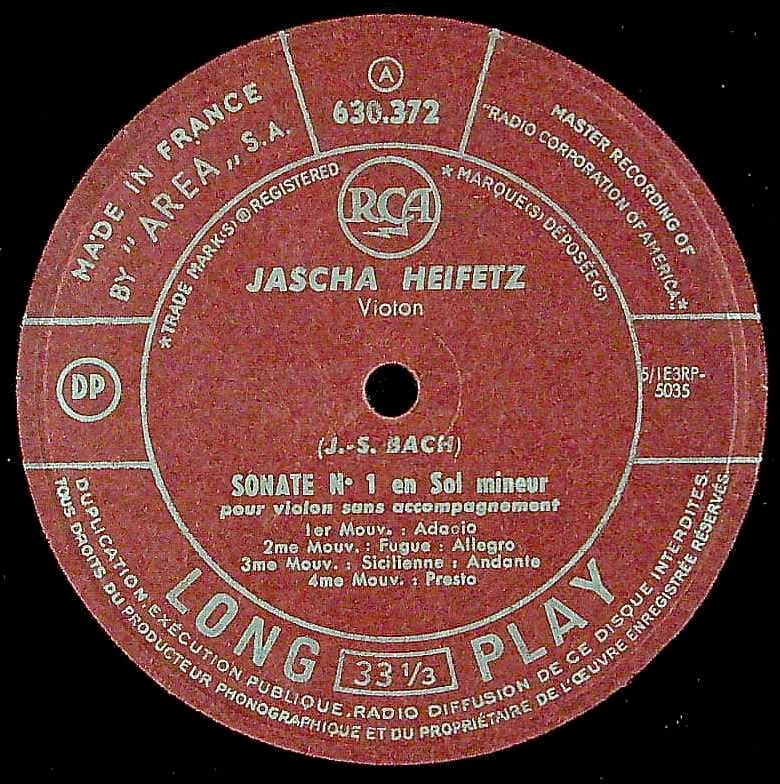 A
630.372
MADE IN FRANCE
BY "AREA„ S.A.
MASTER RECORDING OF
"RADIO CORPORATION OF AMERICA"*
*TRADE MARK(S)®REGISTERED
*MARQUE(S) DÉPOSÉE(S)
RCA
JASCHA HEIFETZ
Violon
DP
5/1E3RP-
5035
(J.-S. BACH)
SONATE N• 1 en Sol mineur
pour violon sans accompagnement
1er Mouv. : Adagio
2me Mouv. : Fugue : Allegro
3me Mouv. : Sicilienne : Andante
4me Mouv. : Presto
LONG PLAY
33 1/3
DUPLICATION, EXÉCUTION PUBLIQUE, RADIO DIFFUSION DE CE DISQUE INTERDITES.
TOUS DROITS DU PRODUCTEUR PHONOGRAPHIQUE ET DU PROPRIÉTAIRE DE L'ŒUVRE ENREGISTRÉE RÉSERVÉS.